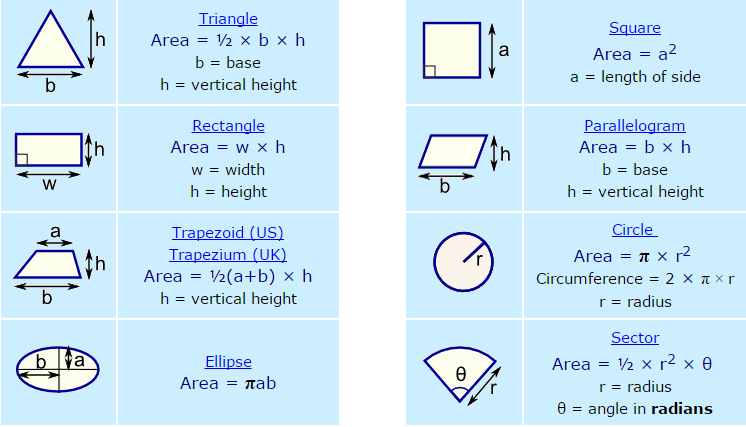 h
b
Triangle
Area = ½ × b × h
b = base
h = vertical height
a
Square
Area = a²
a = length of side
h
w
Rectangle
Area = w × h
w = width
h = height
h
b
Parallelogram
Area = b × h
b = base
h = vertical height
a
h
b
Trapezoid (US)
Trapezium (UK)
Area = ½(a+b) × h
h = vertical height
r
Circle
Area = π × r²
Circumference = 2 × π × r
r = radius
b a
Ellipse
Area = πab
θ
r
Sector
Area = ½ × r² × θ
r = radius
θ = angle in radians